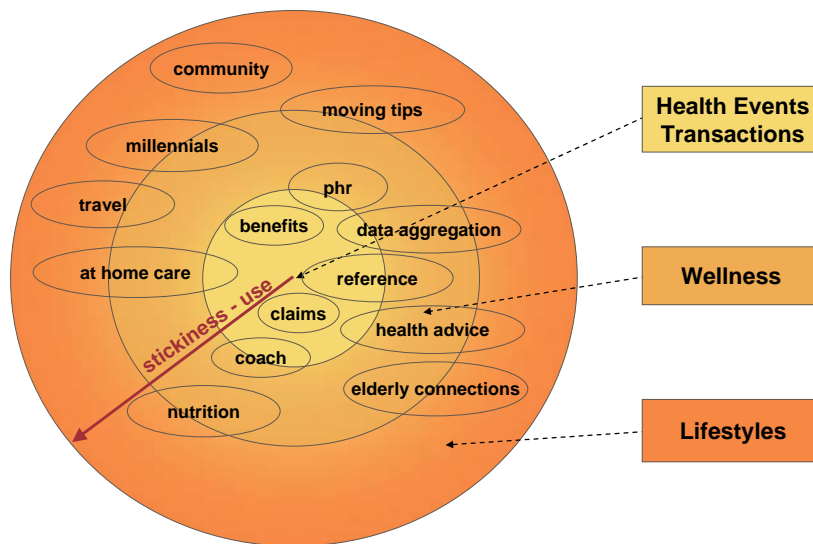 community
moving tips
millennials
phr
travel
benefits
data aggregation
at home care
reference
claims
health advice
coach
elderly connections
nutrition
stickiness - use
Health Events
Transactions
Wellness
Lifestyles